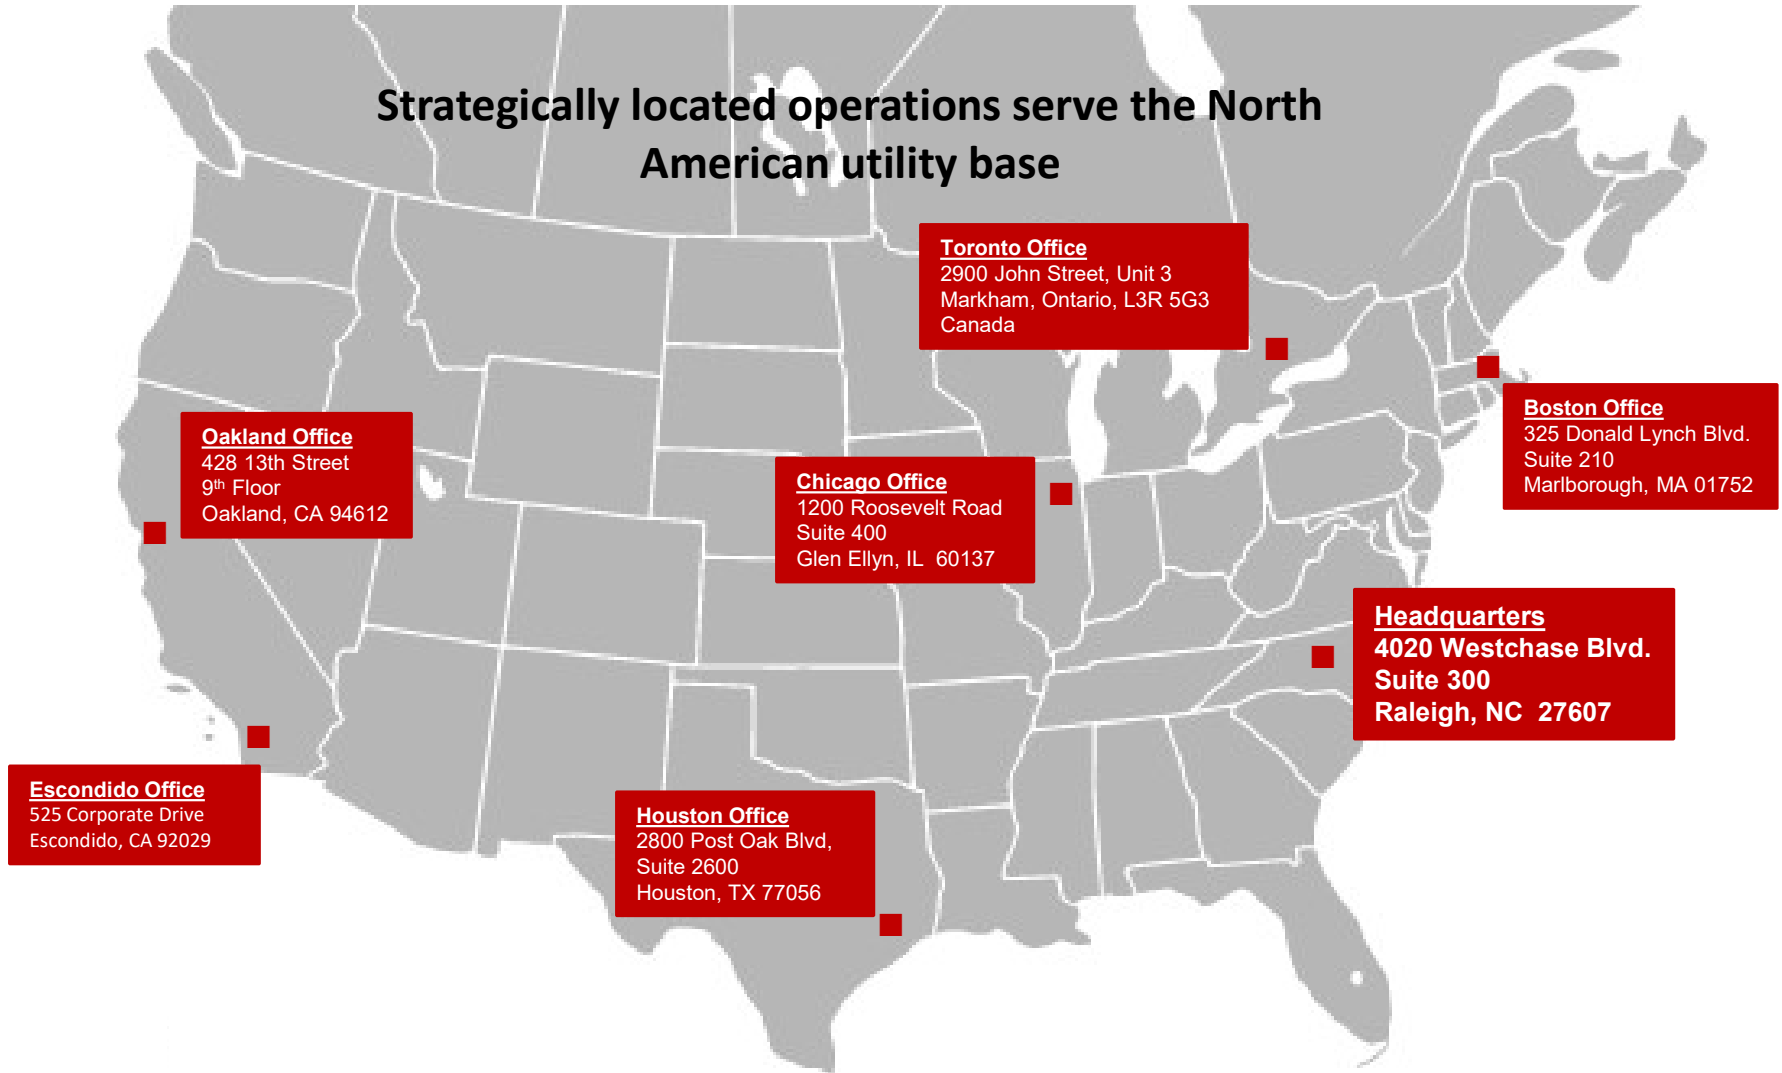 Strategically located operations serve the North
American utility base
Toronto Office
2900 John Street, Unit 3
Markham, Ontario, L3R 5G3
Canada
Boston Office
325 Donald Lynch Blvd.
Suite 210
Marlborough, MA 01752
Oakland Office
428 13th Street
9th Floor
Oakland, CA 94612
Chicago Office
1200 Roosevelt Road
Suite 400
Glen Ellyn, IL  60137
Headquarters
4020 Westchase Blvd.
Suite 300
Raleigh, NC  27607
Escondido Office
525 Corporate Drive
Escondido, CA 92029
Houston Office
2800 Post Oak Blvd,
Suite 2600
Houston, TX 77056